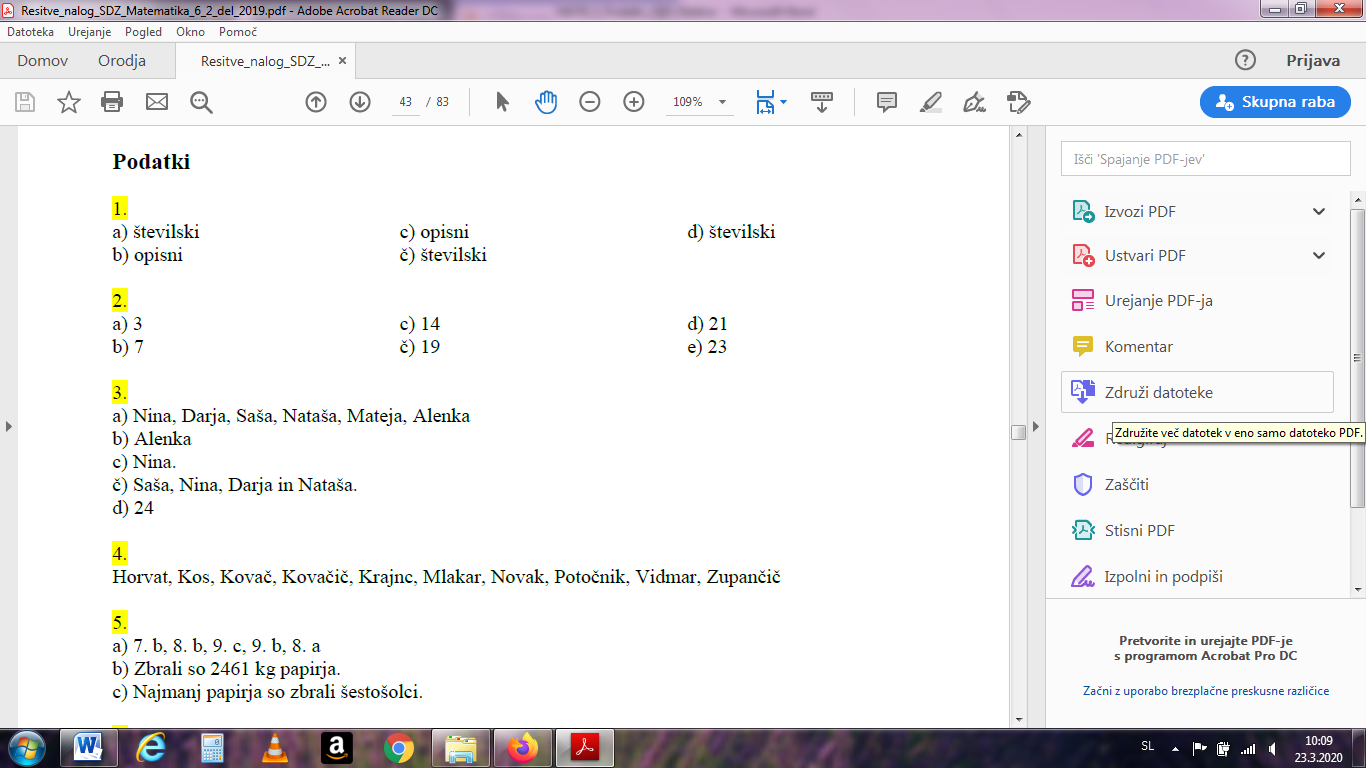 Resitve_nalog_SDZ_Matematika_6_2_del_2019.pdf - Adobe Acrobat Reader DC
Datoteka Urejanje Pogled Okno Pomoč
Domov Orodja Resitve_nalog_SDZ_... × Prijava
43 / 83 109% Skupna raba
Podatki
1.
a) številski c) opisni d) številski
b) opisni č) številski
2.
a) 3 c) 14 d) 21
b) 7 č) 19 e) 23
3.
a) Nina, Darja, Saša, Nataša, Mateja, Alenka
b) Alenka
c) Nina.
č) Saša, Nina, Darja in Nataša.
d) 24
4.
Horvat, Kos, Kovač, Kovačič, Krajnc, Mlakar, Novak, Potočnik, Vidmar, Zupančič
5.
a) 7. b, 8. b, 9. c, 9. b, 8. a
b) Zbrali so 2461 kg papirja.
c) Najmanj papirja so zbrali šestošolci.
Išči 'Spajanje PDF-jev'
Izvozi PDF
Ustvari PDF
Urejanje PDF-ja
Komentar
Združi datoteke
Združite več datotek v eno samo datoteko PDF.
Zaščiti
Stisni PDF
Izpolni in podpiši
Pretvorite in urejajte PDF-je
s programom Acrobat Pro DC
Začni z uporabo brezplačne preskusne različice
SL 10:09
23.3.2020